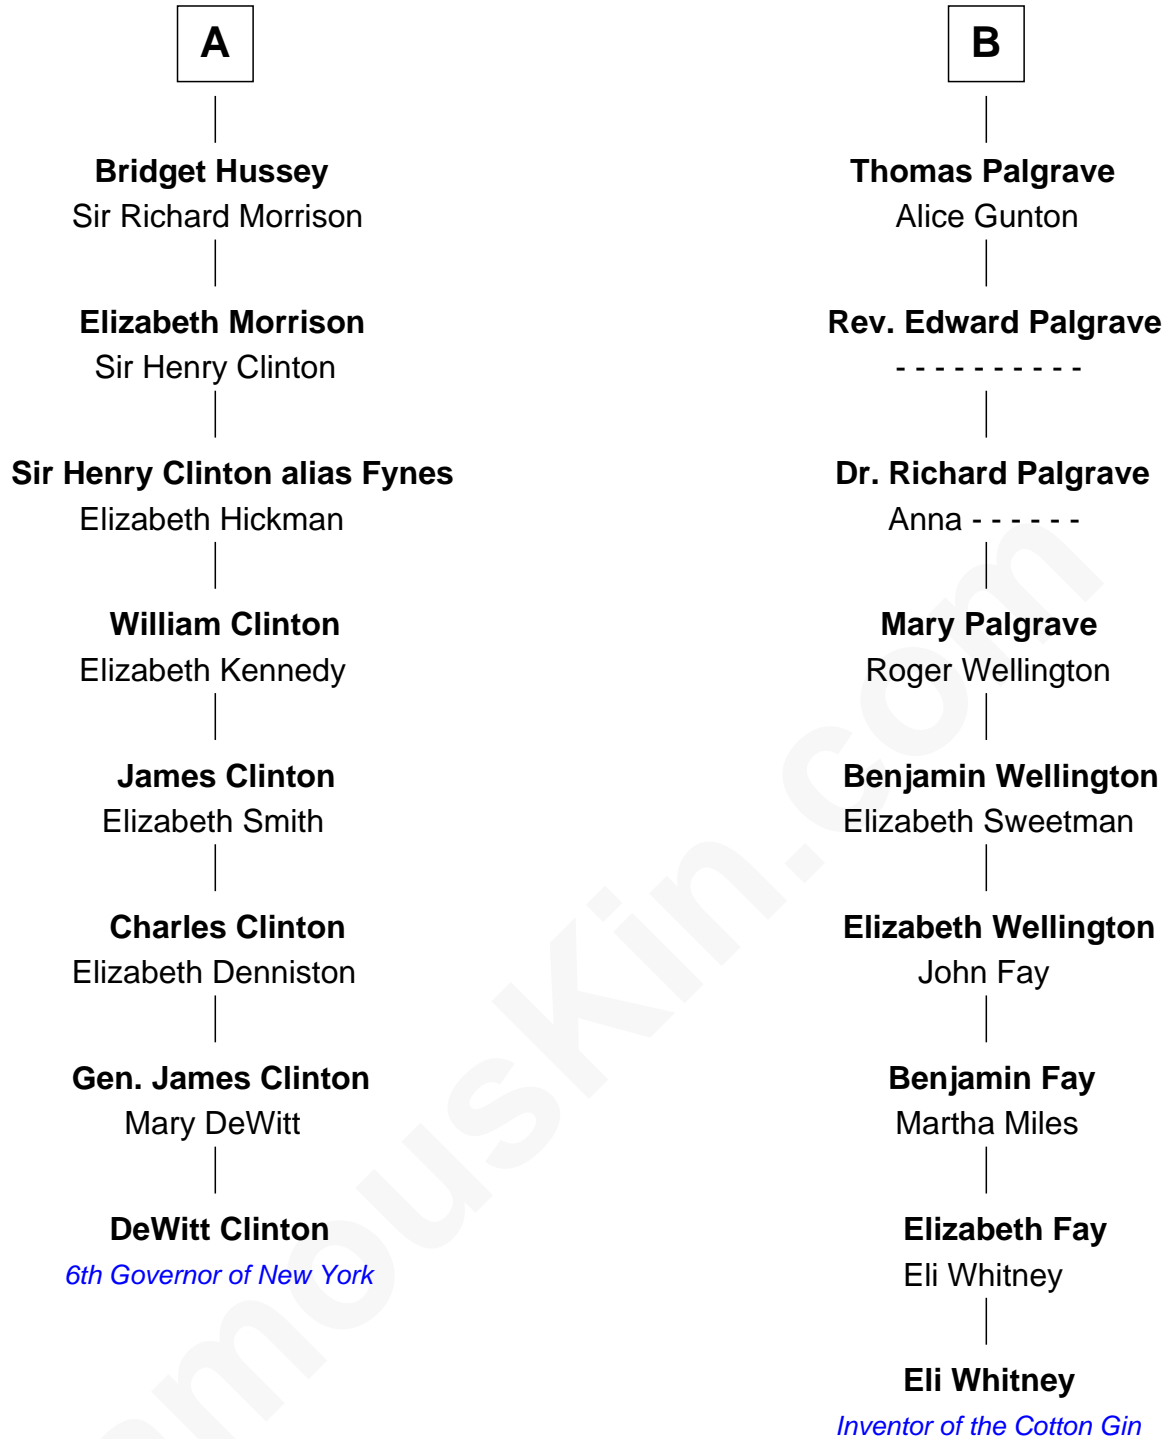 A
Bridget Hussey
Sir Richard Morrison
Elizabeth Morrison
Sir Henry Clinton
Sir Henry Clinton alias Fynes
Elizabeth Hickman
William Clinton
Elizabeth Kennedy
James Clinton
Elizabeth Smith
Charles Clinton
Elizabeth Denniston
Gen. James Clinton
Mary DeWitt
DeWitt Clinton
6th Governor of New York
B
Thomas Palgrave
Alice Gunton
Rev. Edward Palgrave
- - - - - - - - - -
Dr. Richard Palgrave
Anna - - - - - -
Mary Palgrave
Roger Wellington
Benjamin Wellington
Elizabeth Sweetman
Elizabeth Wellington
John Fay
Benjamin Fay
Martha Miles
Elizabeth Fay
Eli Whitney
Eli Whitney
Inventor of the Cotton Gin
amousKin.com